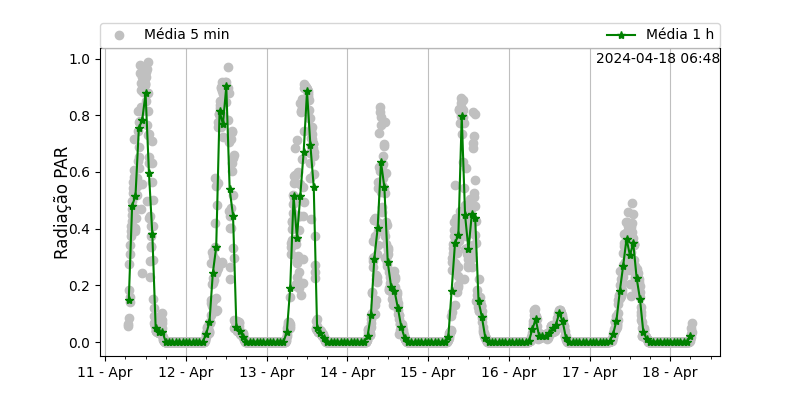 Média 5 min
Média 1 h
2024-04-18 06:48
Radiação PAR
1.0
0.8
0.6
0.4
0.2
0.0
11 - Apr
12 - Apr
13 - Apr
14 - Apr
15 - Apr
16 - Apr
17 - Apr
18 - Apr